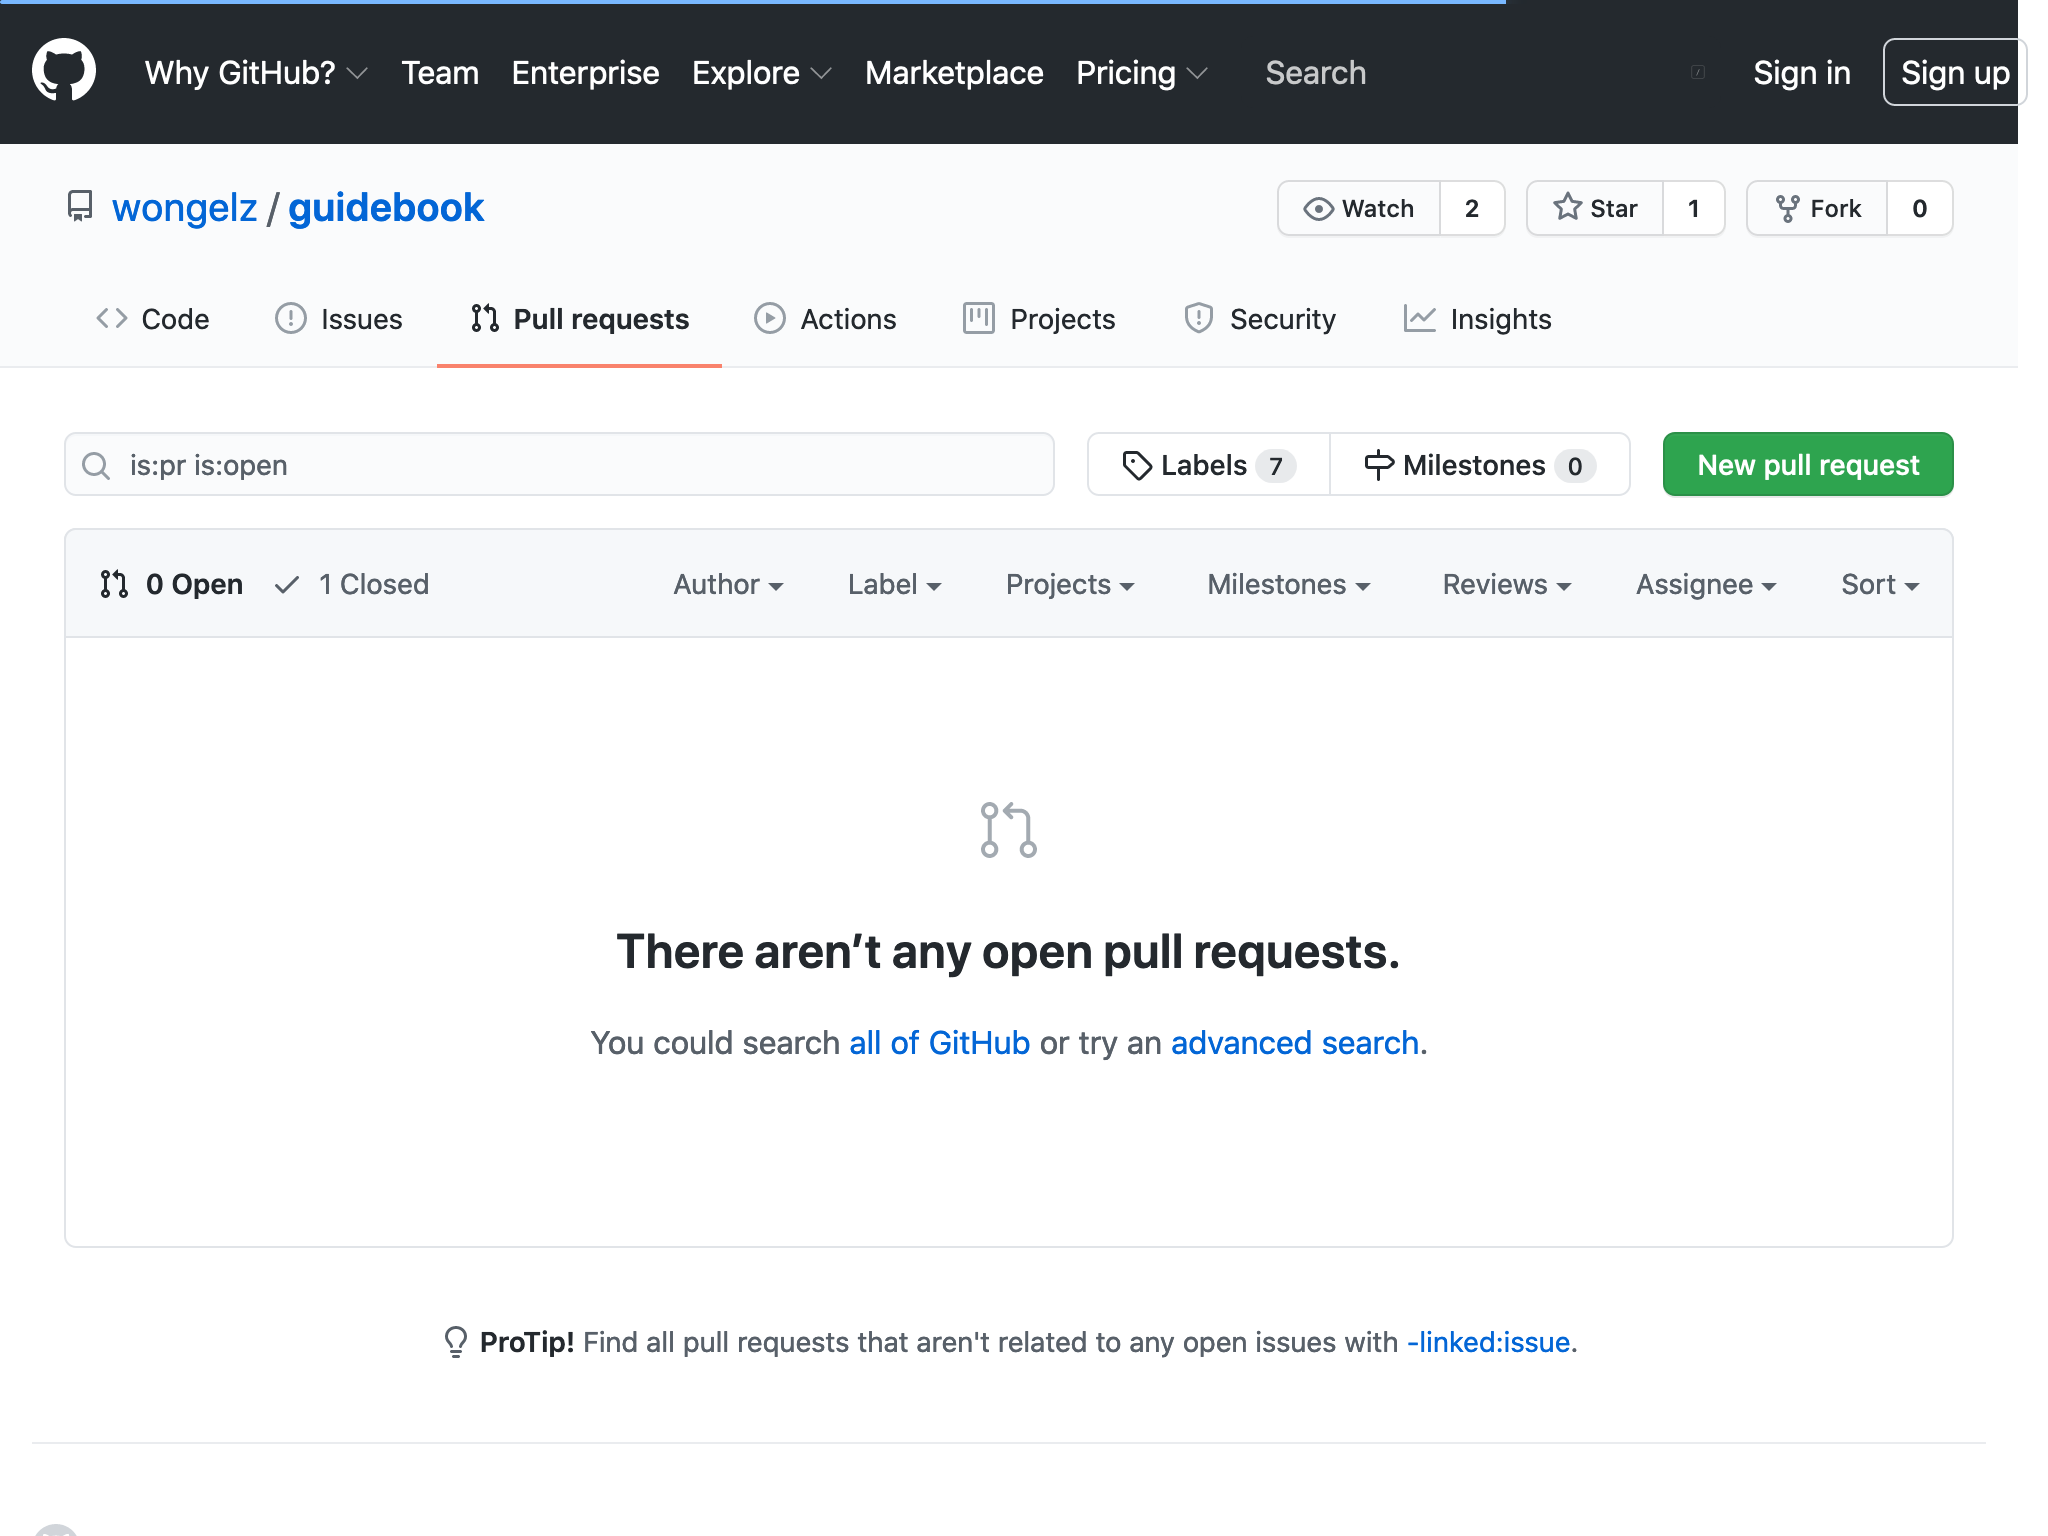 Why GitHub? Team Enterprise Explore Marketplace Pricing Search / Sign in Sign up
wongelz / guidebook Watch 2 Star 1 Fork 0
Code Issues Pull requests Actions Projects Security Insights
is:pr is:open Labels 7 Milestones 0 New pull request
0 Open 1 Closed Author Label Projects Milestones Reviews Assignee Sort
There aren’t any open pull requests.
You could search all of GitHub or try an advanced search.
ProTip! Find all pull requests that aren't related to any open issues with -linked:issue.